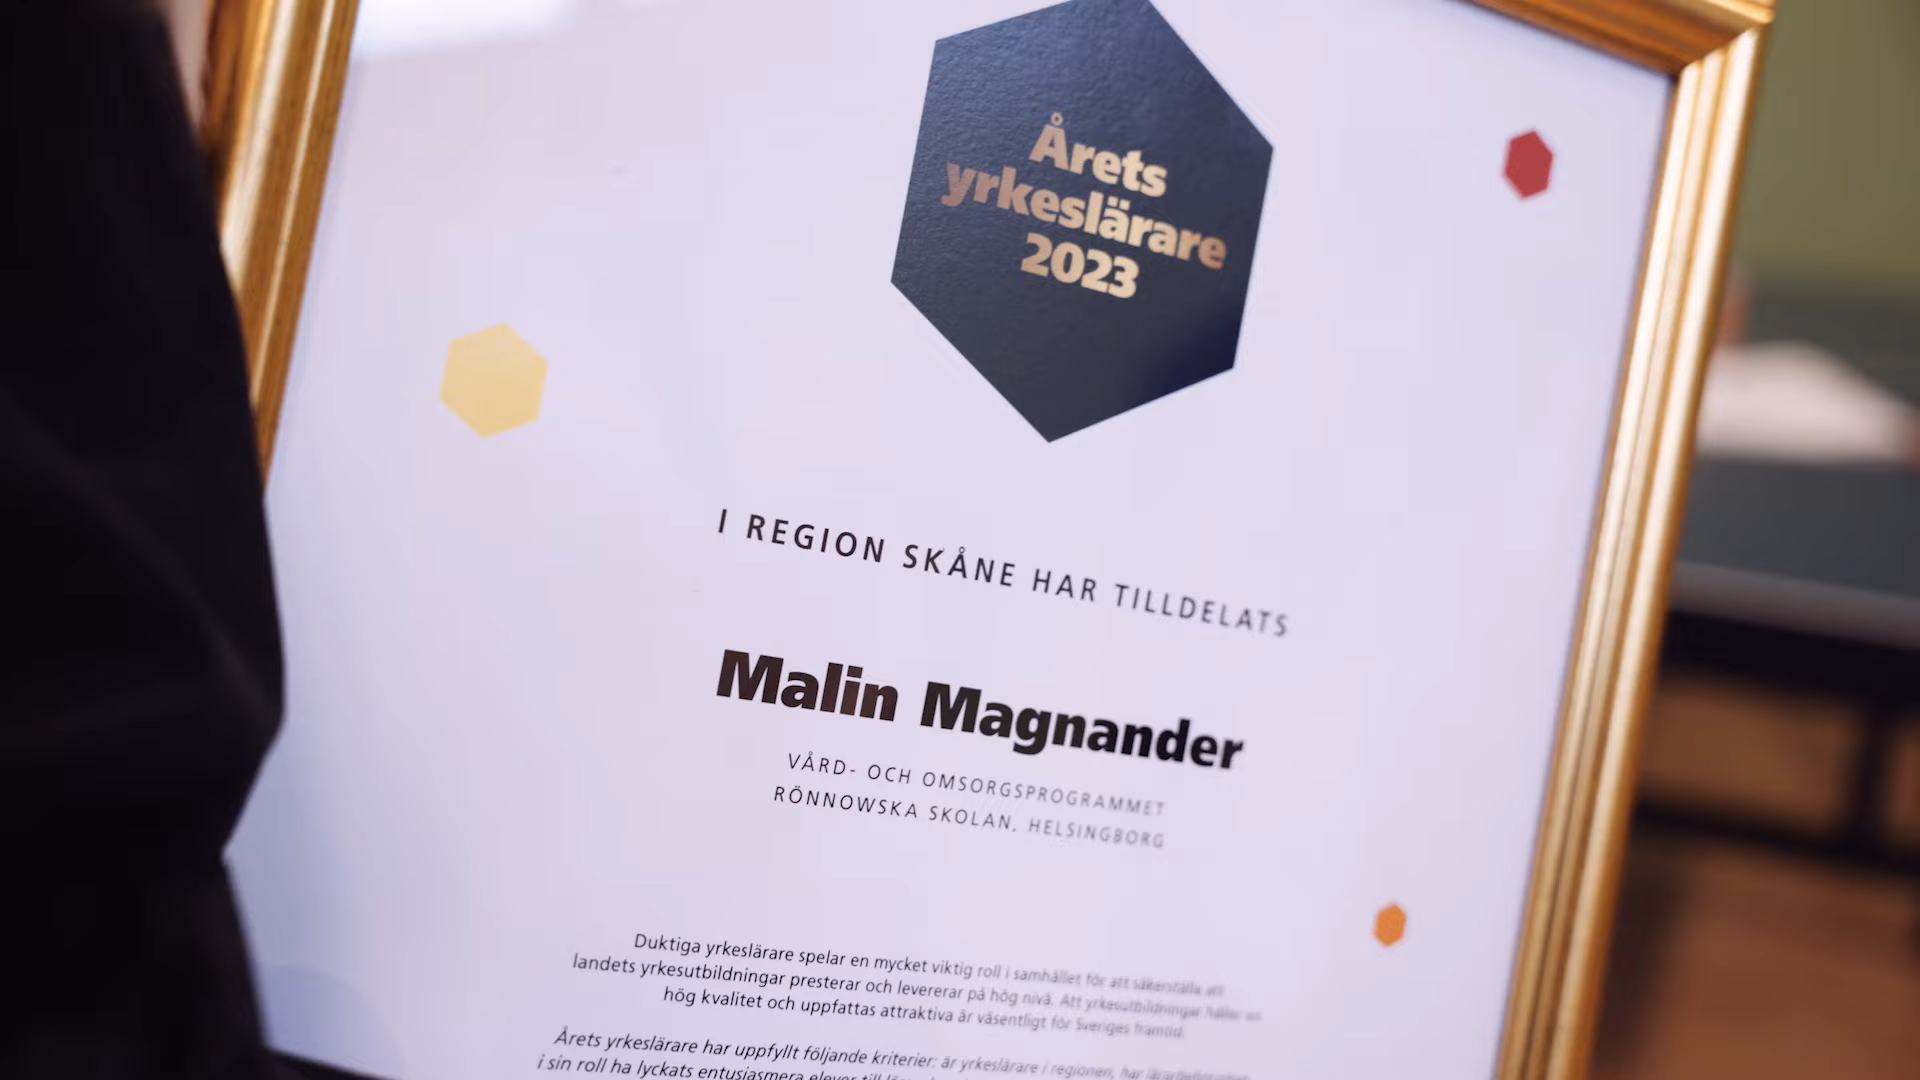 Årets
yrkeslärare
2023
I REGION SKÅNE HAR TILLDELATS
Malin Magnander
VÅRD- OCH OMSORGSPROGRAMMET
RÖNNOWSKA SKOLAN, HELSINGBORG
Duktiga yrkeslärare spelar en mycket viktig roll i samhället för att säkerställa att
landets yrkesutbildningar presterar och levererar på hög nivå. Att yrkesutbildningar håller en
hög kvalitet och uppfattas attraktiva är väsentligt för Sveriges framtid.
Årets yrkeslärare har uppfyllt följande kriterier: är yrkeslärare i regionen, har
i sin roll ha lyckats entusiasmera elever till